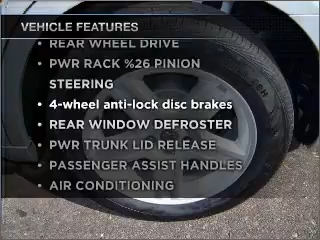 VEHICLE FEATURES
• REAR WHEEL DRIVE
• PWR RACK %26 PINION
STEERING
• 4-wheel anti-lock disc brakes
• REAR WINDOW DEFROSTER
• PWR TRUNK LID RELEASE
• PASSENGER ASSIST HANDLES
• AIR CONDITIONING